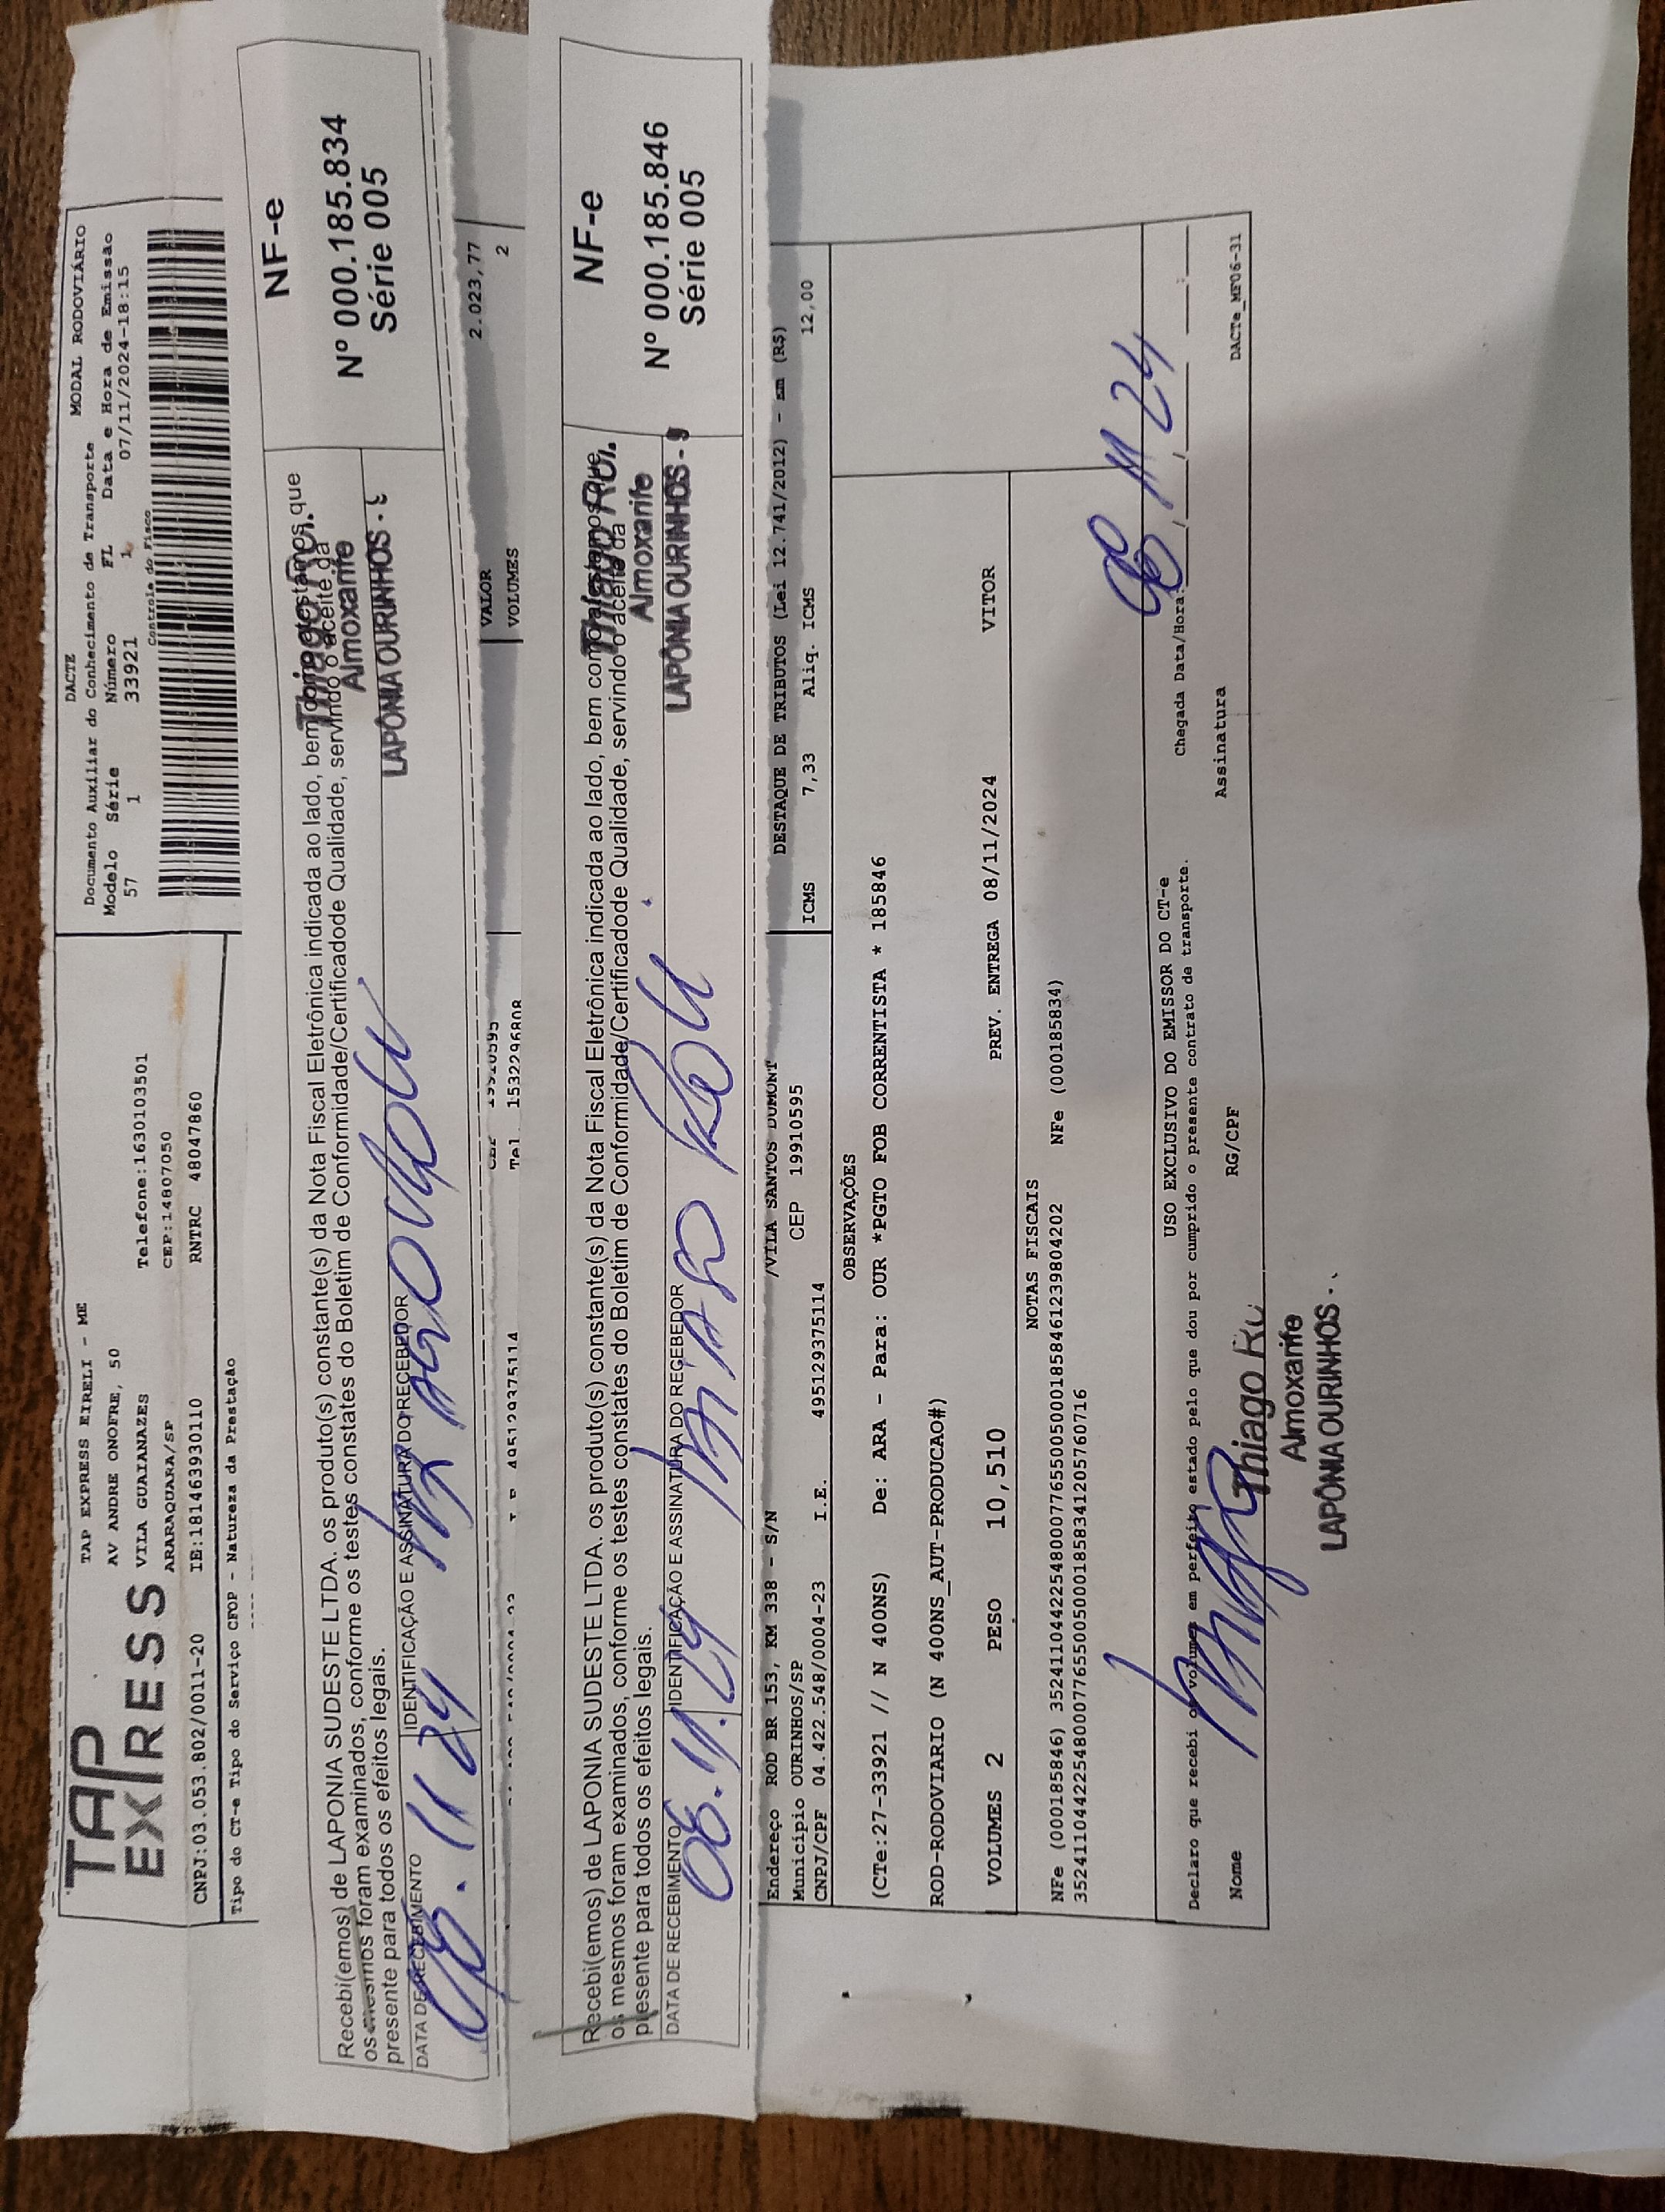 TAP
EXPRESS
TAP EXPRESS EIRELI - ME
AV ANDRE ONOFRE, 50
VILA GUAIANAZES Telefone:1630103501
ARARAQUARA/SP CEP:14807050
CNPJ:03.053.802/0011-20 IE:181463930110 RNTRC 48047860
Tipo do CT-e Tipo do Serviço CFOP - Natureza da Prestação
DACTE MODAL RODOVIÁRIO
Documento Auxiliar do Conhecimento de Transporte
Modelo Série Número FL Data e Hora de Emissão
57 1 33921 1 07/11/2024-18:15
Controle do Fisco
Recebi(emos) de LAPONIA SUDESTE LTDA. os produto(s) constante(s) da Nota Fiscal Eletrônica indicada ao lado, bem como atestamos que
os mesmos foram examinados, conforme os testes constates do Boletim de Conformidade/Certificadode Qualidade, servindo o aceite da
presente para todos os efeitos legais.
DATA DE RECEBIMENTO IDENTIFICAÇÃO E ASSINATURA DO RECEBEDOR
08.11 24
Almoxarife
LAPÔNIA OURINHOS
NF-e
Nº 000.185.834
Série 005
VALOR 2.023,77
VOLUMES 2
Tel. 1532296808
495129375114
Recebi(emos) de LAPONIA SUDESTE LTDA. os produto(s) constante(s) da Nota Fiscal Eletrônica indicada ao lado, bem como atestamos que
os mesmos foram examinados, conforme os testes constates do Boletim de Conformidade/Certificadode Qualidade, servindo o aceite da
presente para todos os efeitos legais.
DATA DE RECEBIMENTO IDENTIFICAÇÃO E ASSINATURA DO RECEBEDOR
08.11.24
Almoxarife
LAPÔNIA OURINHOS
NF-e
Nº 000.185.846
Série 005
Endereço ROD BR 153, KM 338 - S/N /VILA SANTOS DUMONT
Município OURINHOS/SP CEP 19910595
CNPJ/CPF 04.422.548/0004-23 I.E. 495129375114
DESTAQUE DE TRIBUTOS (Lei 12.741/2012) - em (R$)
ICMS 7,33 Aliq. ICMS 12,00
OBSERVAÇÕES
(CTe:27-33921 // N 400NS) De: ARA - Para: OUR *PGTO FOB CORRENTISTA * 185846
ROD-RODOVIARIO (N 400NS_AUT-PRODUCAO#)
VOLUMES 2 PESO 10,510 PREV. ENTREGA 08/11/2024 VITOR
NOTAS FISCAIS
NFe (000185846) 35241104422548000776550050001858461239804202 NFe (000185834)
35241104422548000776550050001858341205760716
USO EXCLUSIVO DO EMISSOR DO CT-e
Declaro que recebi os volumes em perfeito estado pelo que dou por cumprido o presente contrato de transporte.
Chegada Data/Hora: 08, 11 24
Nome RG/CPF Assinatura
Thiago
Almoxarife
LAPÔNIA OURINHOS
DACTe_MF06-31